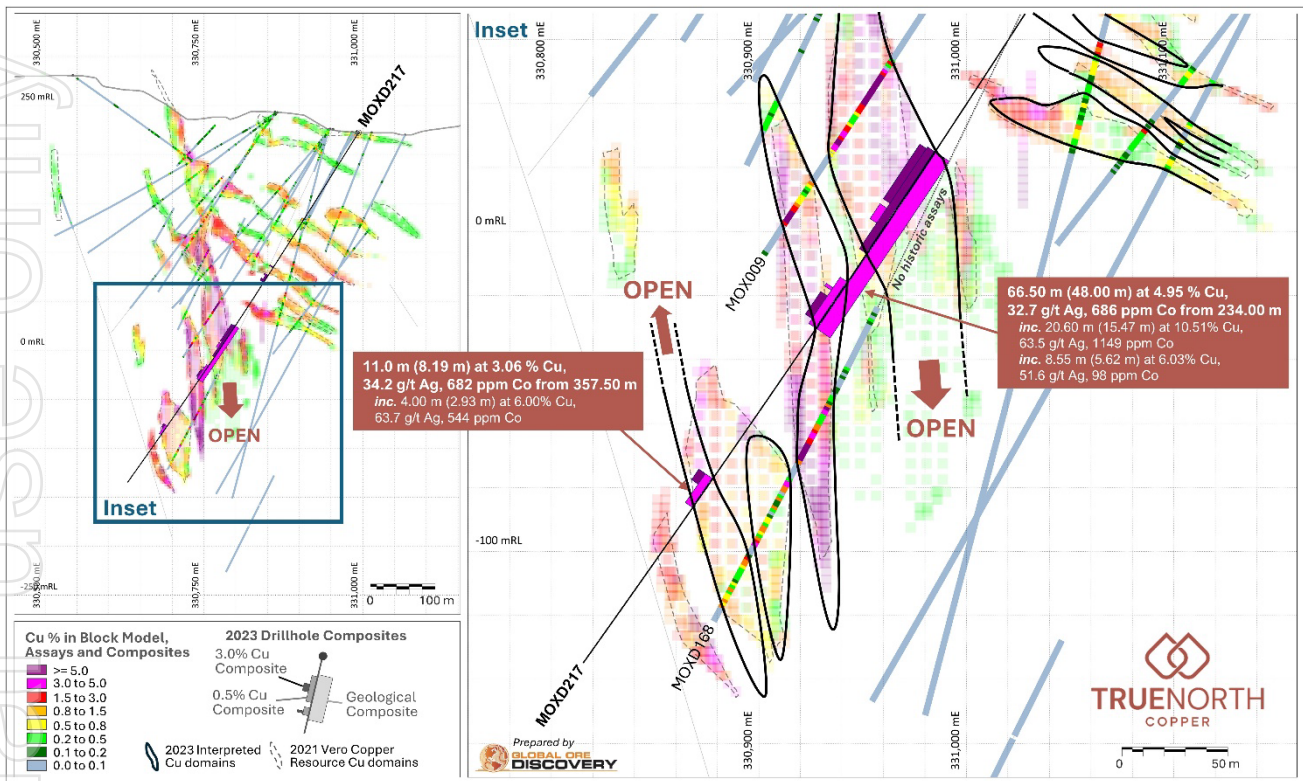 330,500 mE
330,750 mE
331,000 mE
MOXD217
250 mRL
0 mRL
OPEN
Inset
-250 mRL
330,750 mE
331,000 mE
0 100 m
Inset
330,800 mE
330,900 mE
331,000 mE
331,100 mE
0 mRL
MOX009
No historic assays
OPEN
66.50 m (48.00 m) at 4.95 % Cu,
32.7 g/t Ag, 686 ppm Co from 234.00 m
inc. 20.60 m (15.47 m) at 10.51% Cu,
63.5 g/t Ag, 1149 ppm Co
inc. 8.55 m (5.62 m) at 6.03% Cu,
51.6 g/t Ag, 98 ppm Co
11.0 m (8.19 m) at 3.06 % Cu,
34.2 g/t Ag, 682 ppm Co from 357.50 m
inc. 4.00 m (2.93 m) at 6.00% Cu,
63.7 g/t Ag, 544 ppm Co
OPEN
-100 mRL
MOXD168
MOXD217
330,900 mE
331,000 mE
Prepared by
GLOBAL ORE
DISCOVERY
TRUENORTH
COPPER
0 50 m
Cu % in Block Model,
Assays and Composites
>= 5.0
3.0 to 5.0
1.5 to 3.0
0.8 to 1.5
0.5 to 0.8
0.2 to 0.5
0.1 to 0.2
0.0 to 0.1
2023 Drillhole Composites
3.0% Cu
Composite
0.5% Cu
Composite
Geological
Composite
2023 Interpreted
Cu domains
2021 Vero Copper
Resource Cu domains